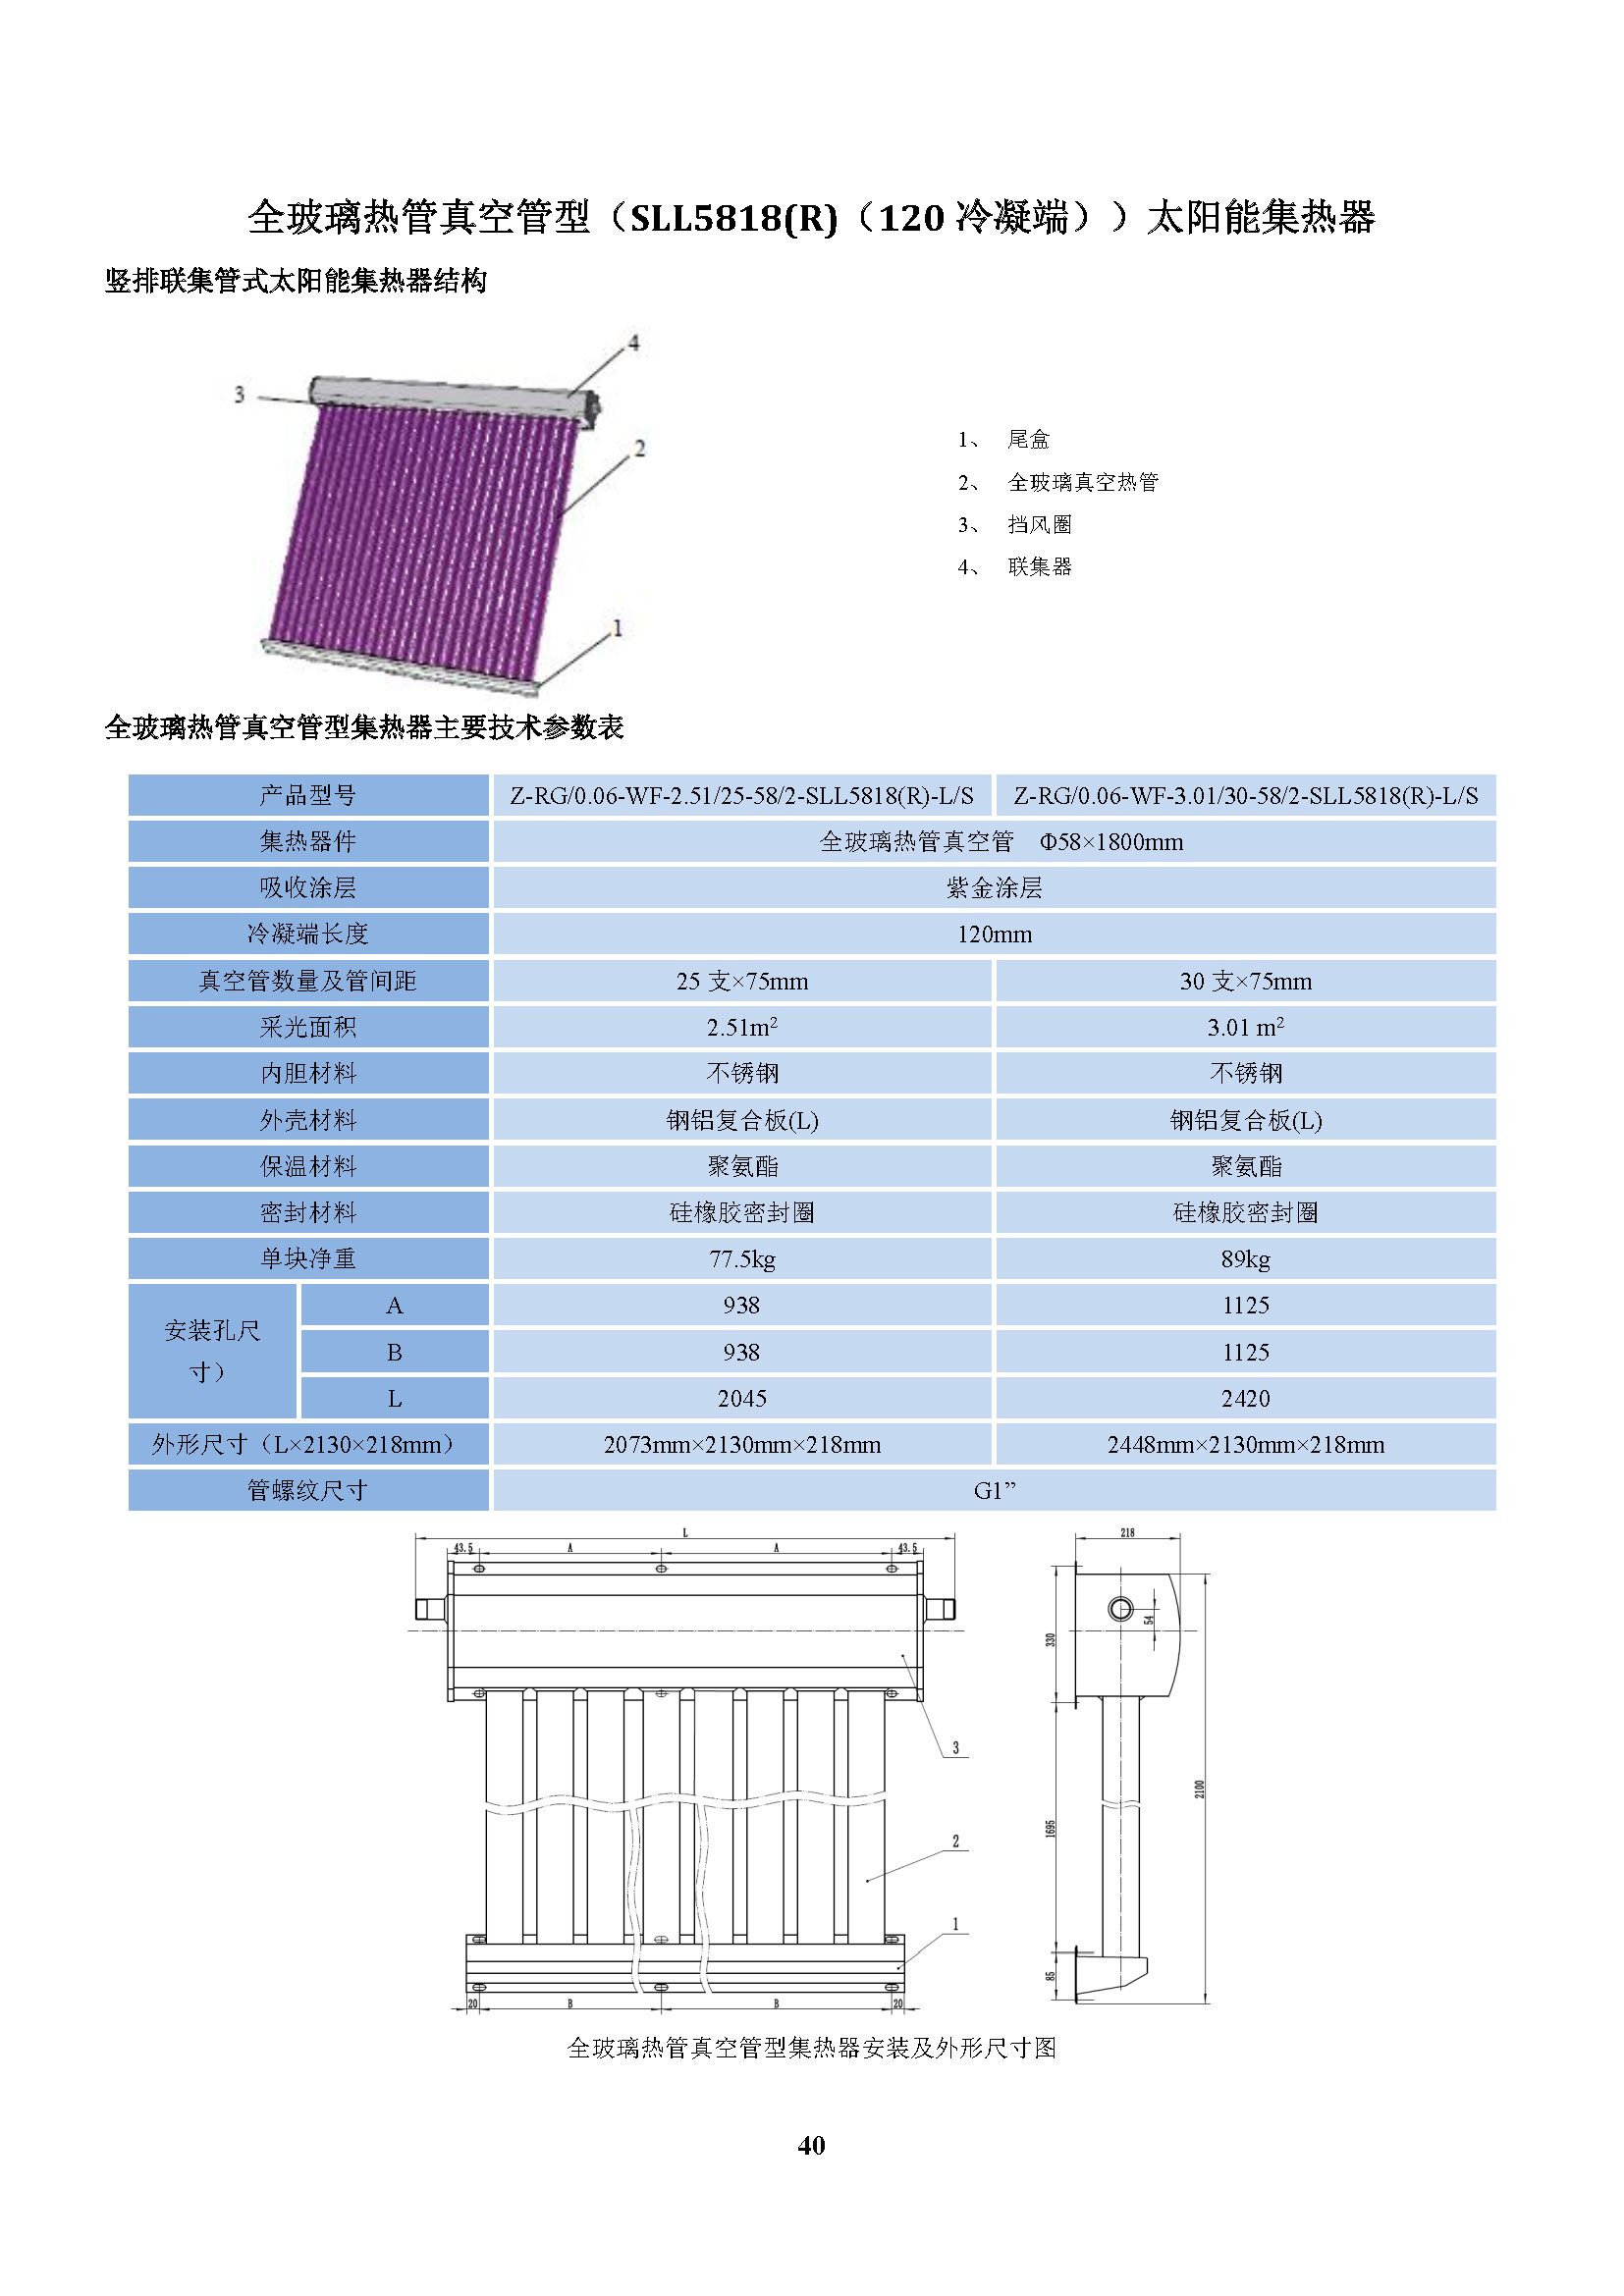 全玻璃热管真空管型（SLL5818(R)（120 冷凝端））太阳能集热器
竖排联集管式太阳能集热器结构
4
3
2
1
1、 尾盒
2、 全玻璃真空热管
3、 挡风圈
4、 联集器
全玻璃热管真空管型集热器主要技术参数表
产品型号 Z-RG/0.06-WF-2.51/25-58/2-SLL5818(R)-L/S Z-RG/0.06-WF-3.01/30-58/2-SLL5818(R)-L/S
集热器件 全玻璃热管真空管 Φ58×1800mm
吸收涂层 紫金涂层
冷凝端长度 120mm
真空管数量及管间距 25 支×75mm 30 支×75mm
采光面积 2.51m² 3.01 m²
内胆材料 不锈钢 不锈钢
外壳材料 钢铝复合板(L) 钢铝复合板(L)
保温材料 聚氨酯 聚氨酯
密封材料 硅橡胶密封圈 硅橡胶密封圈
单块净重 77.5kg 89kg
安装孔尺
寸）
A 938 1125
B 938 1125
L 2045 2420
外形尺寸（L×2130×218mm） 2073mm×2130mm×218mm 2448mm×2130mm×218mm
管螺纹尺寸 G1”
L
43.5 A A 43.5
3
2
1
20 B B 20
218
54
330
2100
1695
85
全玻璃热管真空管型集热器安装及外形尺寸图
40